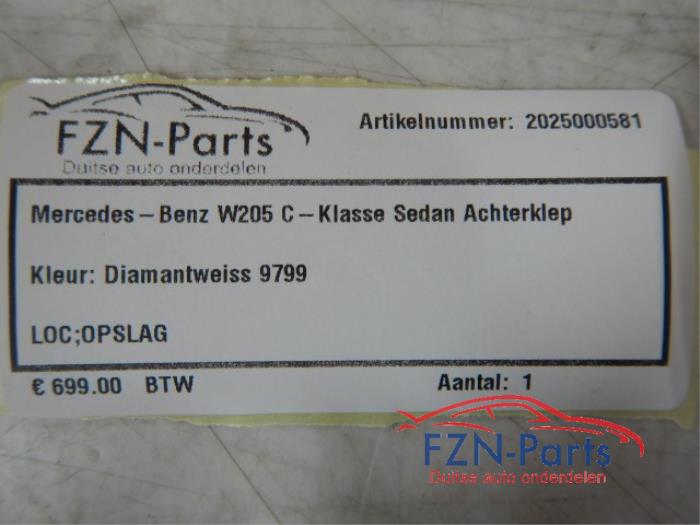 FZN-Parts
Duitse auto onderdelen
Artikelnummer: 2025000581
Mercedes-Benz W205 C-Klasse Sedan Achterklep
Kleur: Diamantweiss 9799
LOC;OPSLAG
€ 699.00 BTW
Aantal: 1
FZN-Parts
Duitse auto onderdelen